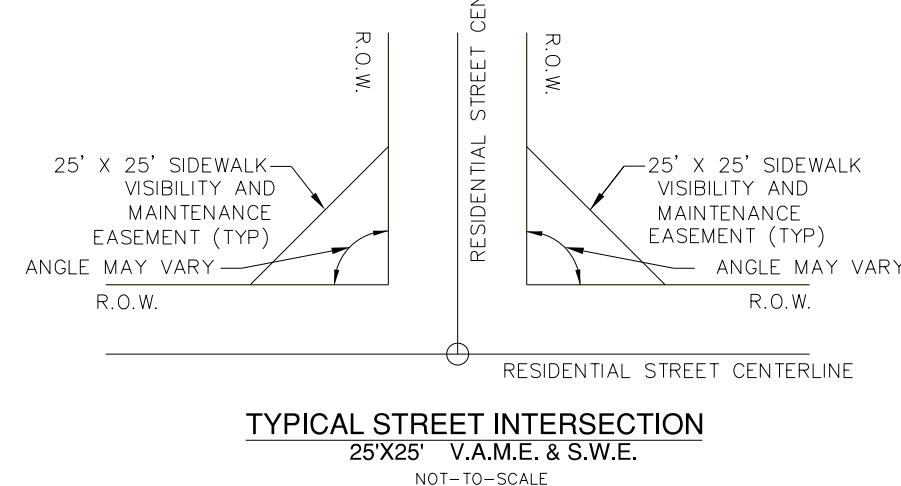 R.O.W.
RESIDENTIAL STREET
R.O.W.
25' X 25' SIDEWALK
VISIBILITY AND
MAINTENANCE
EASEMENT (TYP)
ANGLE MAY VARY
R.O.W.
25' X 25' SIDEWALK
VISIBILITY AND
MAINTENANCE
EASEMENT (TYP)
ANGLE MAY VARY
R.O.W.
RESIDENTIAL STREET CENTERLINE
TYPICAL STREET INTERSECTION
25'X25' V.A.M.E. & S.W.E.
NOT-TO-SCALE